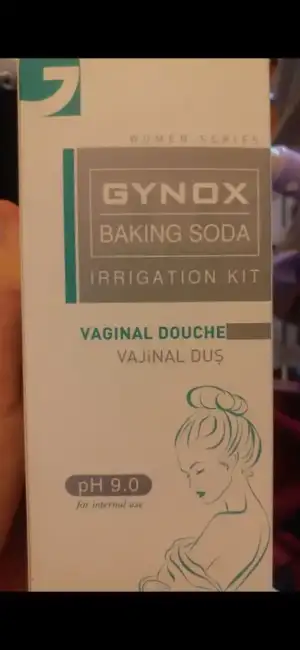 WOMEN SERIES
GYNOX
BAKING SODA
IRRIGATION KIT
VAGINAL DOUCHE
VAJİNAL DUŞ
pH 9.0
for internal use